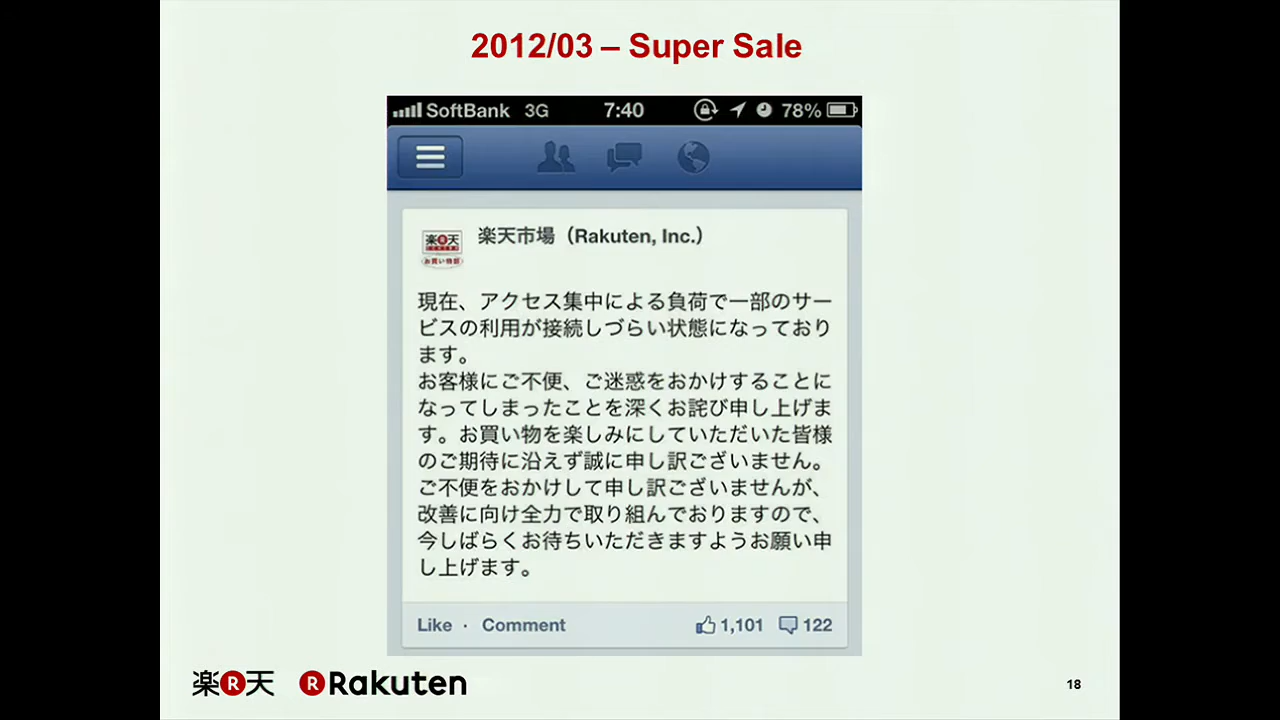 2012/03 – Super Sale
SoftBank 3G 7:40 78%
楽天市場（Rakuten, Inc.）
現在、アクセス集中による負荷で一部のサー
ビスの利用が接続しづらい状態になっており
ます。
お客様にご不便、ご迷惑をおかけすることに
なってしまったことを深くお詫び申し上げま
す。お買い物を楽しみにしていただいた皆様
のご期待に沿えず誠に申し訳ございません。
ご不便をおかけして申し訳ございませんが、
改善に向け全力で取り組んでおりますので、
今しばらくお待ちいただきますようお願い申
し上げます。
Like · Comment 1,101 122
楽R天 R Rakuten
18